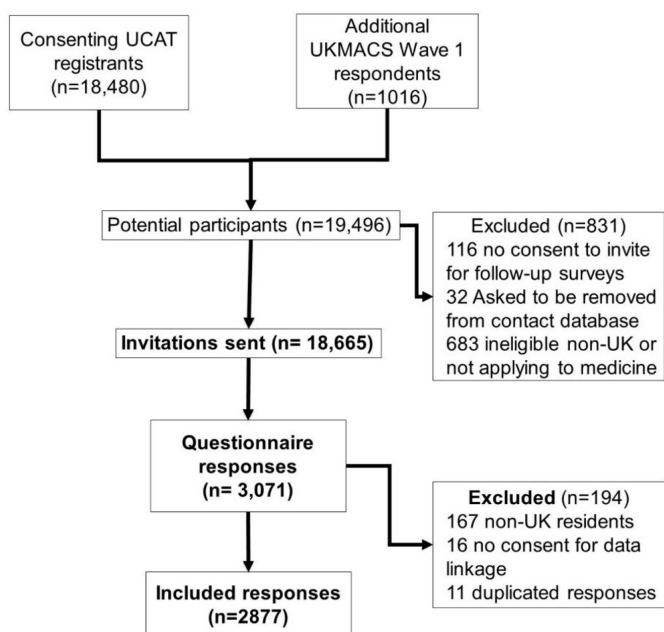 Consenting UCAT
registrants
(n=18,480)
Additional
UKMACS Wave 1
respondents
(n=1016)
Potential participants (n=19,496)
Excluded (n=831)
116 no consent to invite
for follow-up surveys
32 Asked to be removed
from contact database
683 ineligible non-UK or
not applying to medicine
Invitations sent (n= 18,665)
Questionnaire
responses
(n= 3,071)
Excluded (n=194)
167 non-UK residents
16 no consent for data
linkage
11 duplicated responses
Included responses
(n=2877)